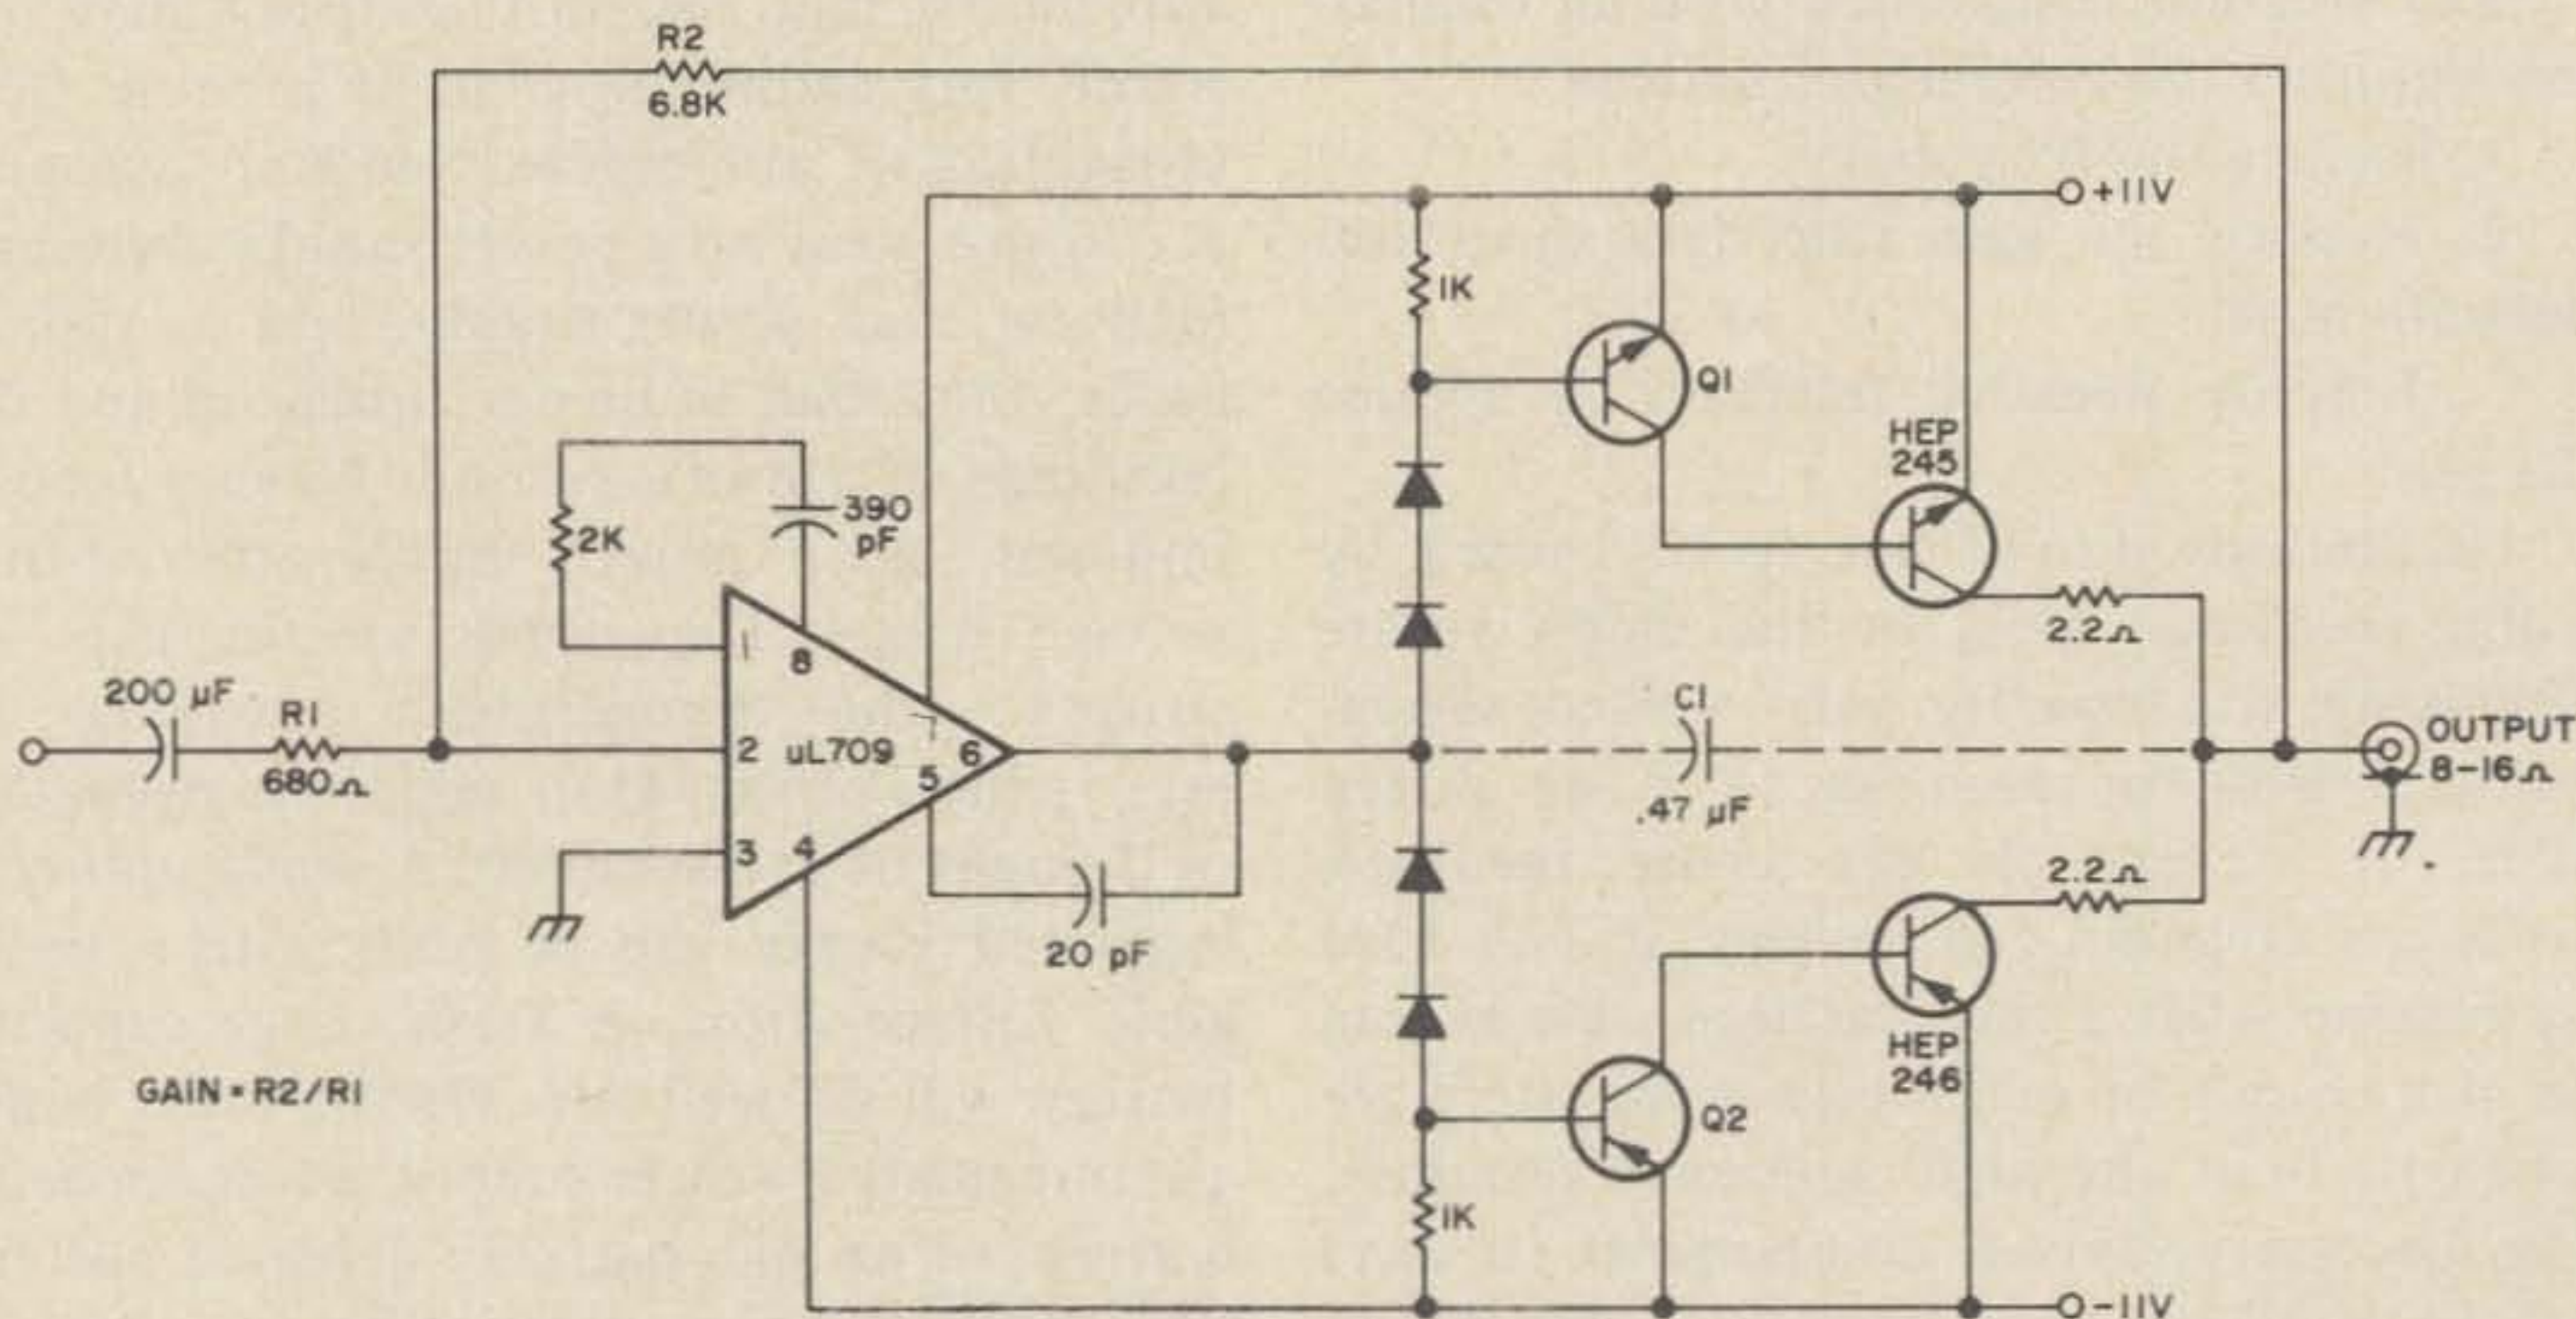 R2
6.8K
+11V
1K
Q1
HEP
245
390
pF
2K
2.2Ω
1
8
200 µF
R1
680Ω
2
uL709
7
6
5
C1
.47 µF
OUTPUT
8-16Ω
3
4
20 pF
2.2Ω
HEP
246
GAIN = R2/R1
Q2
1K
-11V